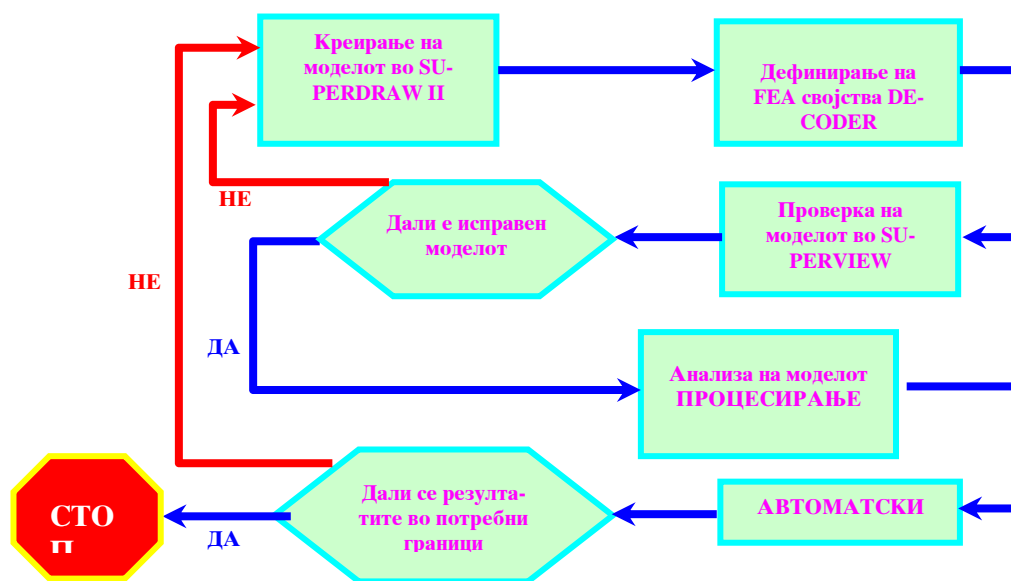 Креирање на
моделот во SU-
PERDRAW II
Дефинирање на
FEA својства DE-
CODER
НЕ
Дали е исправен
моделот
Проверка на
моделот во SU-
PERVIEW
НЕ
ДА
Анализа на моделот
ПРОЦЕСИРАЊЕ
СТО
П
ДА
Дали се резулта-
тите во потребни
граници
АВТОМАТСКИ